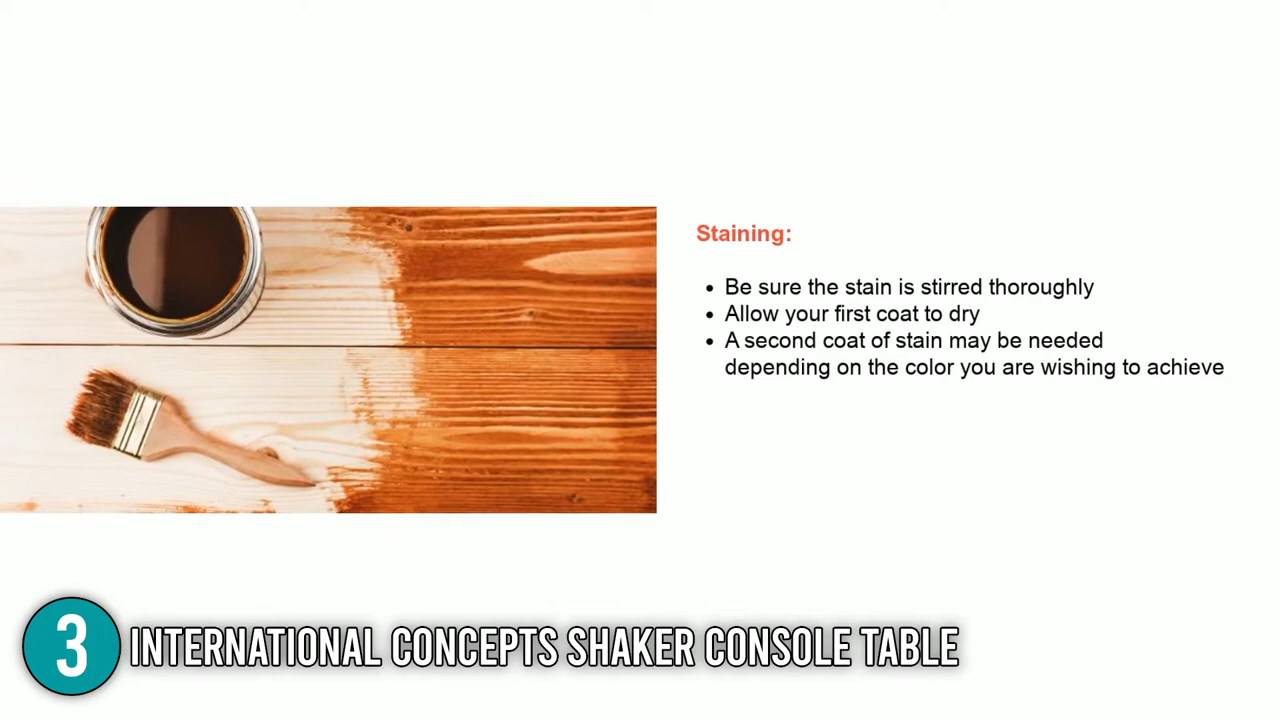 Staining:
Be sure the stain is stirred thoroughly
Allow your first coat to dry
A second coat of stain may be needed
depending on the color you are wishing to achieve
3 INTERNATIONAL CONCEPTS SHAKER CONSOLE TABLE